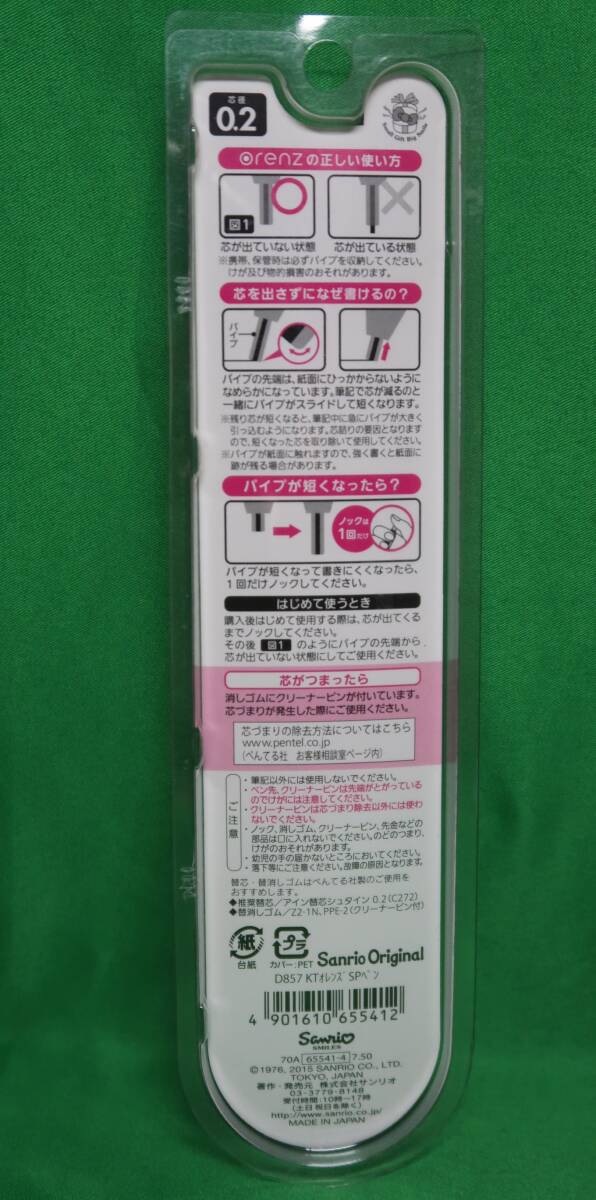 芯径
0.2
Small Gift Big Smile
orenzの正しい使い方
図1
芯が出ていない状態
芯が出ている状態
※携帯、保管時は必ずパイプを収納してください。
けが及び物的損害のおそれがあります。
芯を出さずになぜ書けるの？
パイプ
パイプの先端は、紙面にひっかからないように
なめらかになっています。筆記で芯が減るのと
一緒にパイプがスライドして短くなります。
※残り芯が短くなると、筆記中に急にパイプが大きく
引っ込むようになります。芯詰りの要因となります
ので、短くなった芯を取り除いて使用してください。
※パイプが紙面に触れますので、強く書くと紙面に
跡が残る場合があります。
パイプが短くなったら？
ノックは
1回だけ
パイプが短くなって書きにくくなったら、
1回だけノックしてください。
はじめて使うとき
購入後はじめて使用する際は、芯が出てくる
までノックしてください。
その後 図1 のようにパイプの先端から
芯が出ていない状態にしてご使用ください。
芯がつまったら
消しゴムにクリーナーピンが付いています。
芯づまりが発生した際にご使用ください。
芯づまりの除去方法についてはこちら
www.pentel.co.jp
（ぺんてる社 お客様相談室ページ内）
ご注意
・筆記以外には使用しないでください。
・ペン先、クリーナーピンは先端がとがっている
のでけがには注意してください。
・クリーナーピンは芯づまり除去以外には使わ
ないでください。
・ノック、消しゴム、クリーナーピン、先金などの
部品は口に入れないでください。のどのつまり、
けがのおそれがあります。
・幼児の手の届かないところにおいてください。
・落下等にご注意ください。故障の原因となります。
替芯・替消しゴムはぺんてる社製のご使用を
おすすめします。
◆推奨替芯／アイン替芯シュタイン 0.2（C272）
◆替消しゴム／Z2-1N、PPE-2（クリーナーピン付）
紙
台紙
プラ
カバー：PET
Sanrio Original
D857 KTオレンズ SPペン
4 901610 655412
Sanrio
SMILES
70A 65541-4 7.50
©1976, 2015 SANRIO CO., LTD.
TOKYO, JAPAN
著作・発売元 株式会社サンリオ
03-3779-8148
受付時間：10時〜17時
（土日祝日を除く）
http://www.sanrio.co.jp/
MADE IN JAPAN